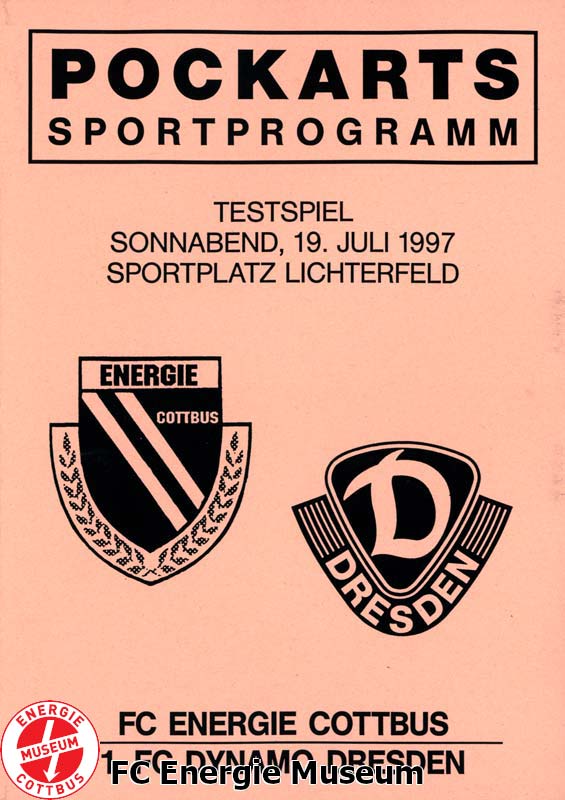 POCKARTS
SPORTPROGRAMM
TESTSPIEL
SONNABEND, 19. JULI 1997
SPORTPLATZ LICHTERFELD
ENERGIE
COTTBUS
D
DRESDEN
FC ENERGIE COTTBUS
1. FC DYNAMO DRESDEN
ENERGIE
MUSEUM
COTTBUS
FC Energie Museum